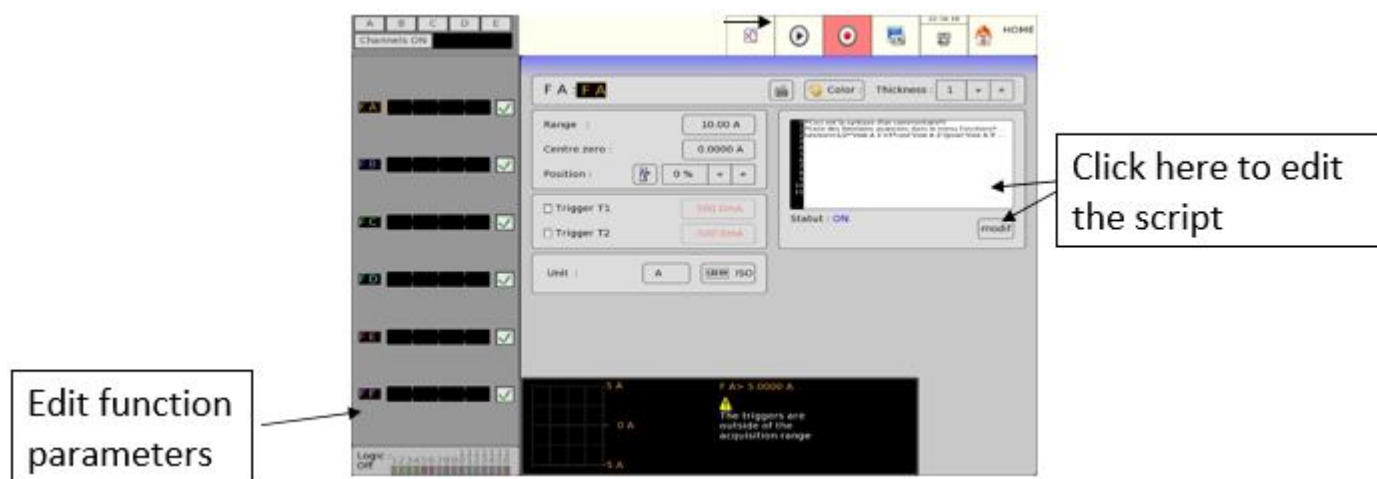 A B C D E
Channels ON
HOME
F A : F A
Color
Thickness : 1
Range : 10.00 A
Centre zero : 0.0000 A
Position : 0 %
Trigger T1
Trigger T2
Unit : A ISO
Statut : ON
modif
Click here to edit
the script
F A
F B
F C
F D
F E
F F
Edit function
parameters
Logic
Off
5 A
0 A
-5 A
F A> 5.0000 A
The triggers are
outside of the
acquisition range